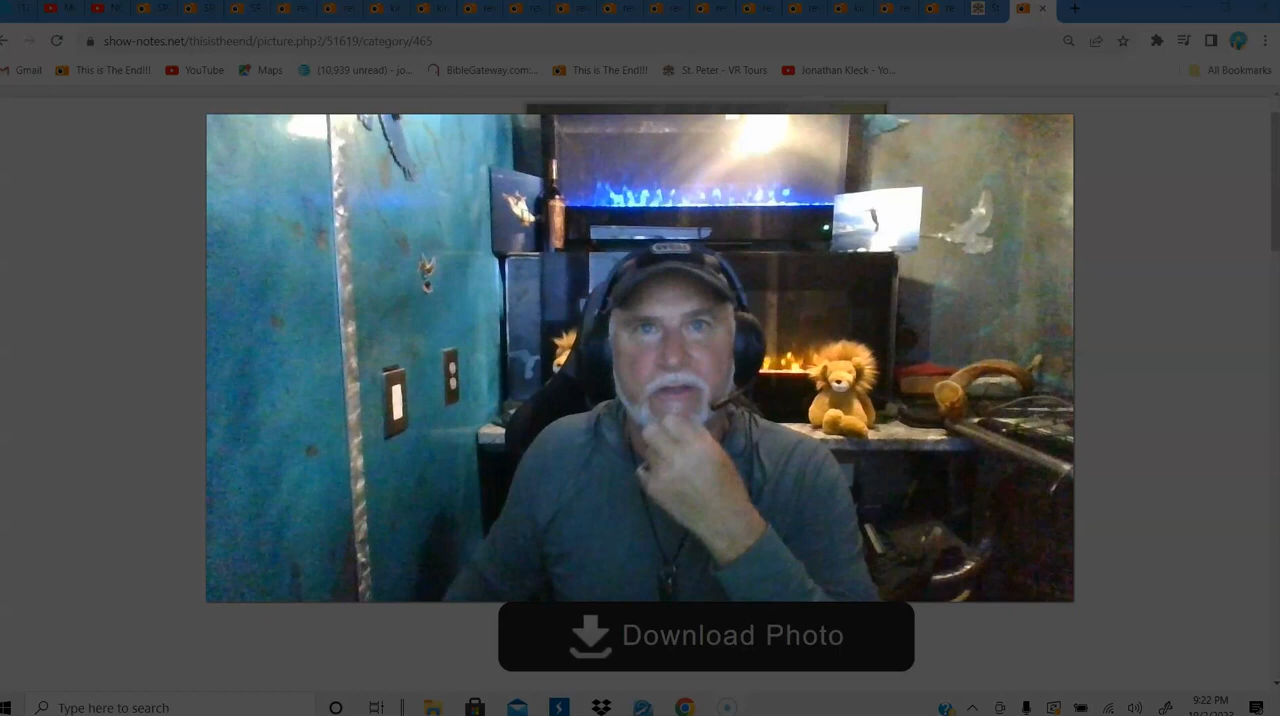 show-notes.net/thisistheend/picture.php?/51619/category/465
Gmail
This is The End!!!
YouTube
Maps
(10,939 unread) - jo...
BibleGateway.com:...
This is The End!!!
St. Peter - VR Tours
Jonathan Kleck - Yo...
All Bookmarks
Download Photo
Type here to search
9:22 PM